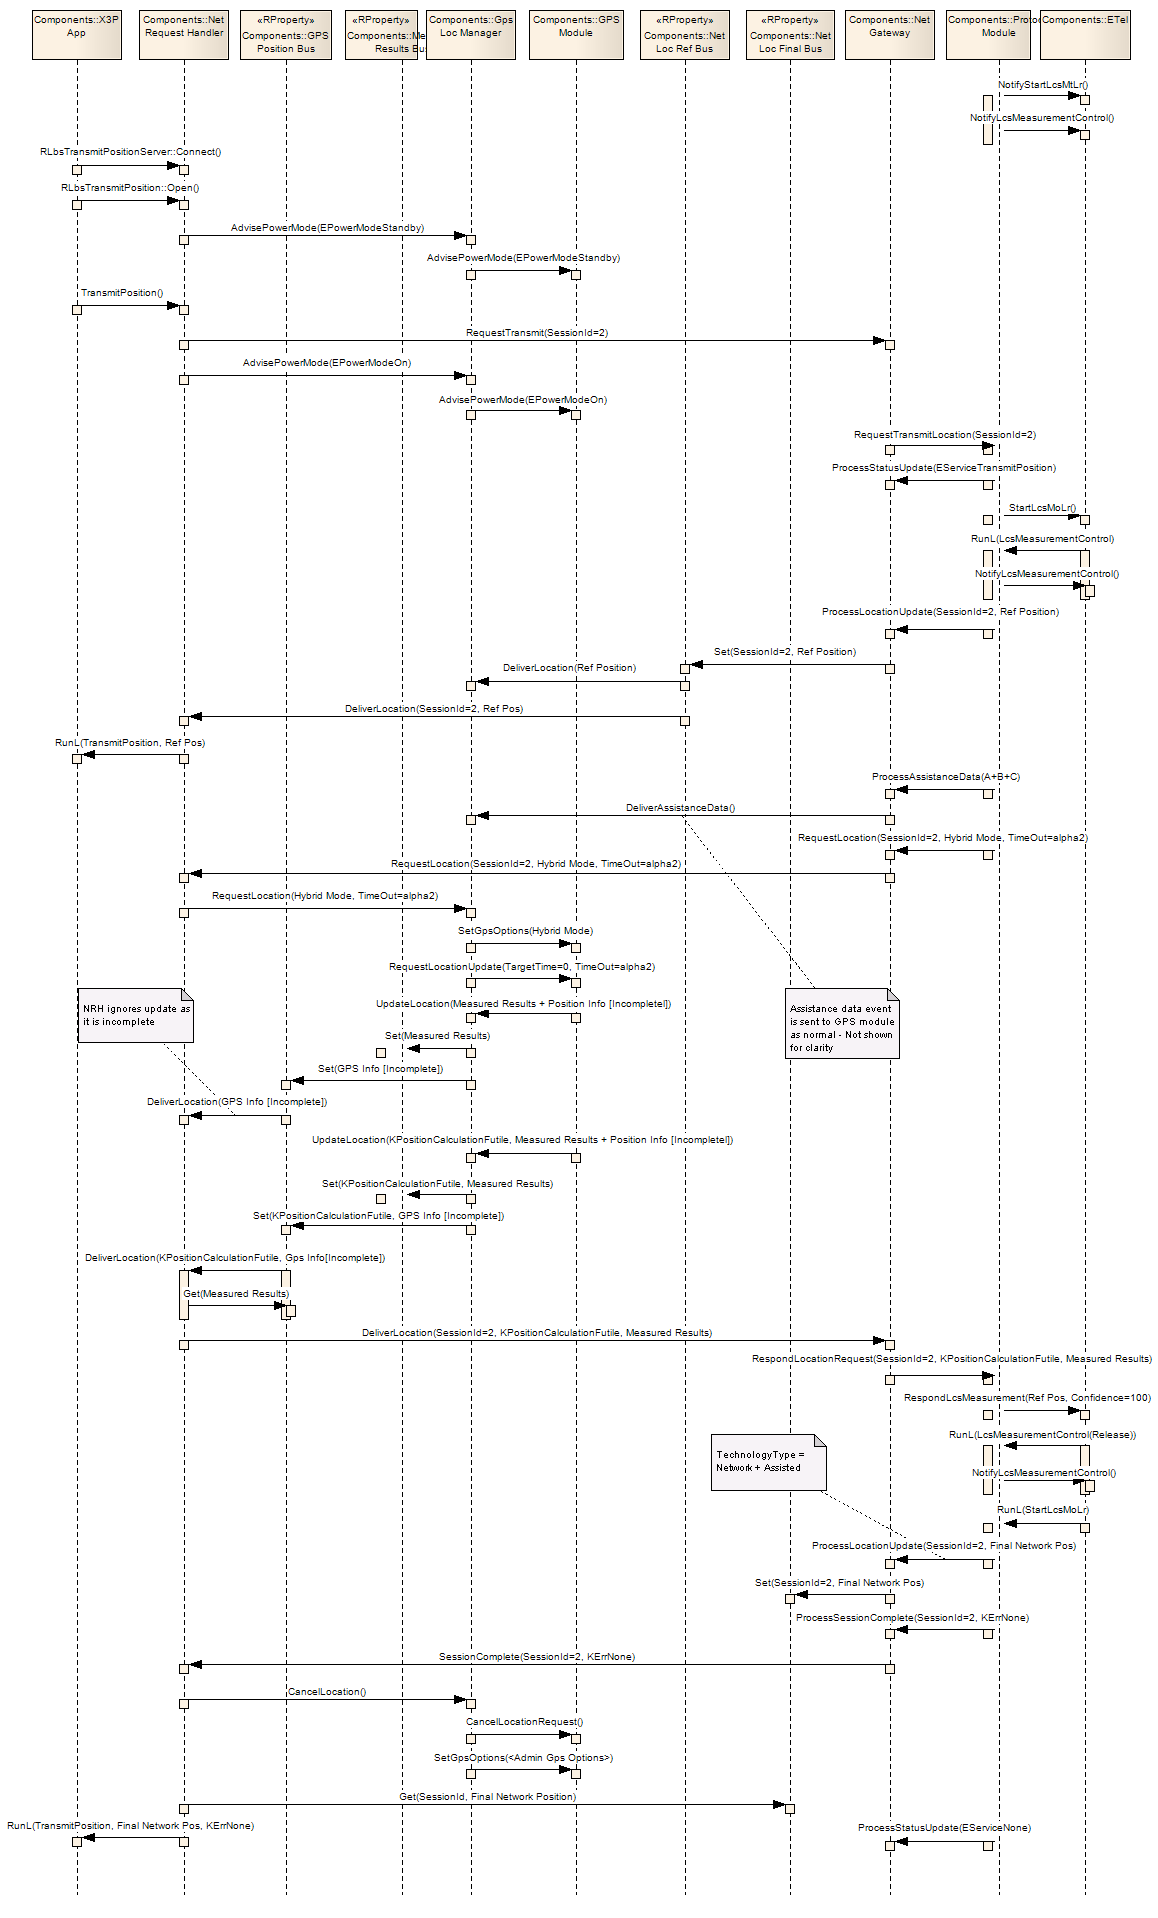 Components::X3P
App
Components::Net
Request Handler
«RProperty»
Components::GPS
Position Bus
«RProperty»
Components::Me
Results Bu
Components::Gps
Loc Manager
Components::GPS
Module
«RProperty»
Components::Net
Loc Ref Bus
«RProperty»
Components::Net
Loc Final Bus
Components::Net
Gateway
Components::Proto
Module
Components::ETel
NotifyStartLcsMtLr()
NotifyLcsMeasurementControl()
RLbsTransmitPositionServer::Connect()
RLbsTransmitPosition::Open()
AdvisePowerMode(EPowerModeStandby)
AdvisePowerMode(EPowerModeStandby)
TransmitPosition()
RequestTransmit(SessionId=2)
AdvisePowerMode(EPowerModeOn)
AdvisePowerMode(EPowerModeOn)
RequestTransmitLocation(SessionId=2)
ProcessStatusUpdate(EServiceTransmitPosition)
StartLcsMoLr()
RunL(LcsMeasurementControl)
NotifyLcsMeasurementControl()
ProcessLocationUpdate(SessionId=2, Ref Position)
Set(SessionId=2, Ref Position)
DeliverLocation(Ref Position)
DeliverLocation(SessionId=2, Ref Pos)
RunL(TransmitPosition, Ref Pos)
ProcessAssistanceData(A+B+C)
DeliverAssistanceData()
RequestLocation(SessionId=2, Hybrid Mode, TimeOut=alpha2)
RequestLocation(SessionId=2, Hybrid Mode, TimeOut=alpha2)
RequestLocation(Hybrid Mode, TimeOut=alpha2)
SetGpsOptions(Hybrid Mode)
RequestLocationUpdate(TargetTime=0, TimeOut=alpha2)
UpdateLocation(Measured Results + Position Info [Incompletel])
NRH ignores update as
it is incomplete
Assistance data event
is sent to GPS module
as normal - Not shown
for clarity
Set(Measured Results)
Set(GPS Info [Incomplete])
DeliverLocation(GPS Info [Incomplete])
UpdateLocation(KPositionCalculationFutile, Measured Results + Position Info [Incompletel])
Set(KPositionCalculationFutile, Measured Results)
Set(KPositionCalculationFutile, GPS Info [Incomplete])
DeliverLocation(KPositionCalculationFutile, Gps Info[Incomplete])
Get(Measured Results)
DeliverLocation(SessionId=2, KPositionCalculationFutile, Measured Results)
RespondLocationRequest(SessionId=2, KPositionCalculationFutile, Measured Results)
RespondLcsMeasurement(Ref Pos, Confidence=100)
RunL(LcsMeasurementControl(Release))
TechnologyType =
Network + Assisted
NotifyLcsMeasurementControl()
RunL(StartLcsMoLr)
ProcessLocationUpdate(SessionId=2, Final Network Pos)
Set(SessionId=2, Final Network Pos)
ProcessSessionComplete(SessionId=2, KErrNone)
SessionComplete(SessionId=2, KErrNone)
CancelLocation()
CancelLocationRequest()
SetGpsOptions(<Admin Gps Options>)
Get(SessionId, Final Network Position)
RunL(TransmitPosition, Final Network Pos, KErrNone)
ProcessStatusUpdate(EServiceNone)